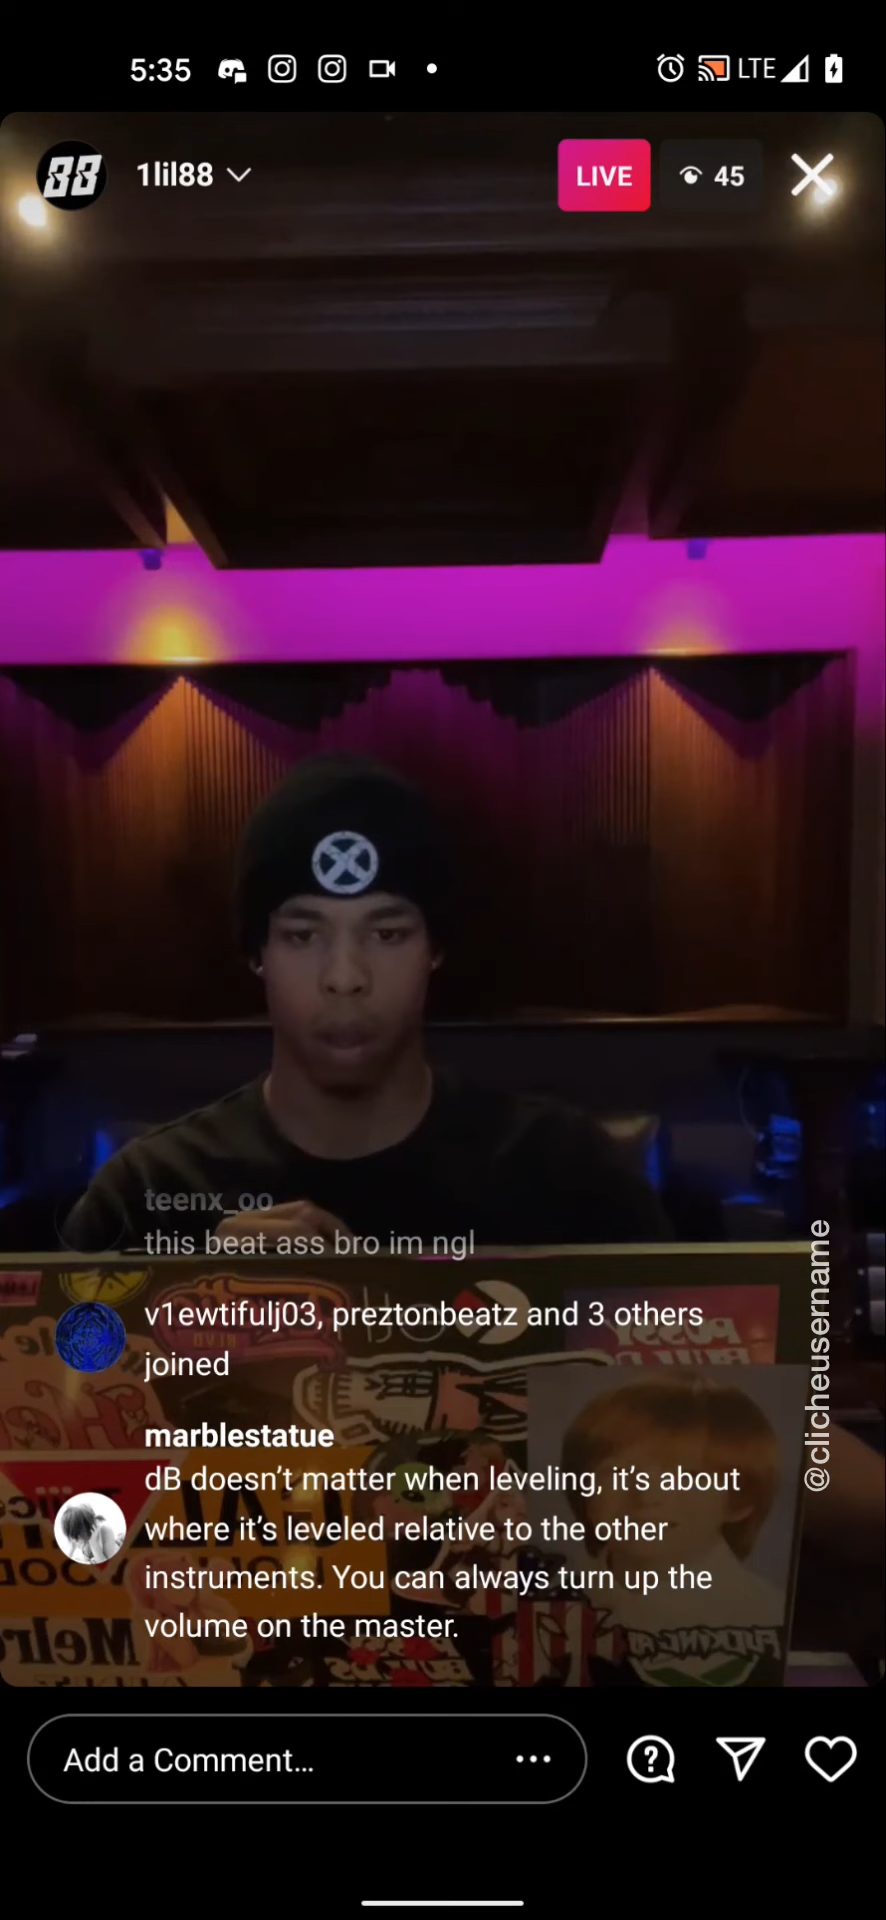 5:35
LTE
88
1lil88
LIVE
45
teenx_oo
this beat ass bro im ngl
v1ewtifulj03, preztonbeatz and 3 others
joined
marblestatue
dB doesn’t matter when leveling, it’s about
where it’s leveled relative to the other
instruments. You can always turn up the
volume on the master.
@clicheusername
Add a Comment...